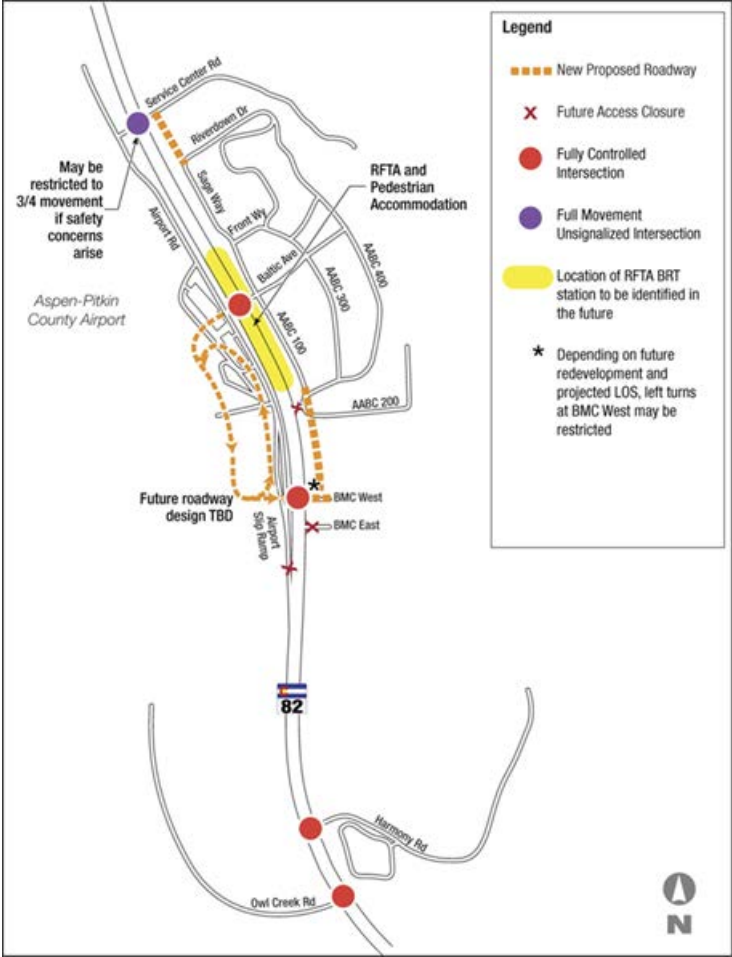 Service Center Rd
Riverdown Dr
May be
restricted to
3/4 movement
if safety
concerns
arise
Sage Way
Airport Rd
RFTA and
Pedestrian
Accommodation
Front Wy
Baltic Ave
AABC 400
AABC 300
Aspen-Pitkin
County Airport
AABC 100
AABC 200
*
BMC West
Future roadway
design TBD
Airport
Slip Ramp
BMC East
82
Harmony Rd
Owl Creek Rd
Legend
New Proposed Roadway
X Future Access Closure
Fully Controlled
Intersection
Full Movement
Unsignalized Intersection
Location of RFTA BRT
station to be identified in
the future
* Depending on future
redevelopment and
projected LOS, left turns
at BMC West may be
restricted
N